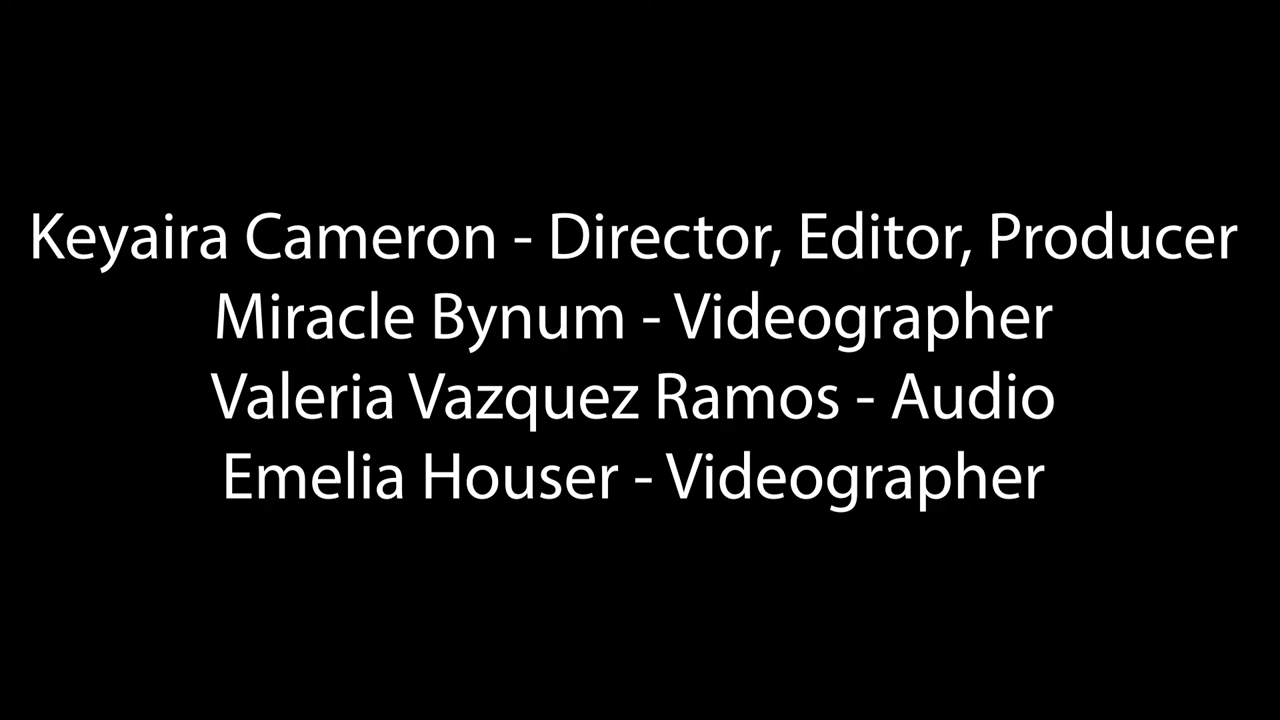 Keyaira Cameron - Director, Editor, Producer
Miracle Bynum - Videographer
Valeria Vazquez Ramos - Audio
Emelia Houser - Videographer